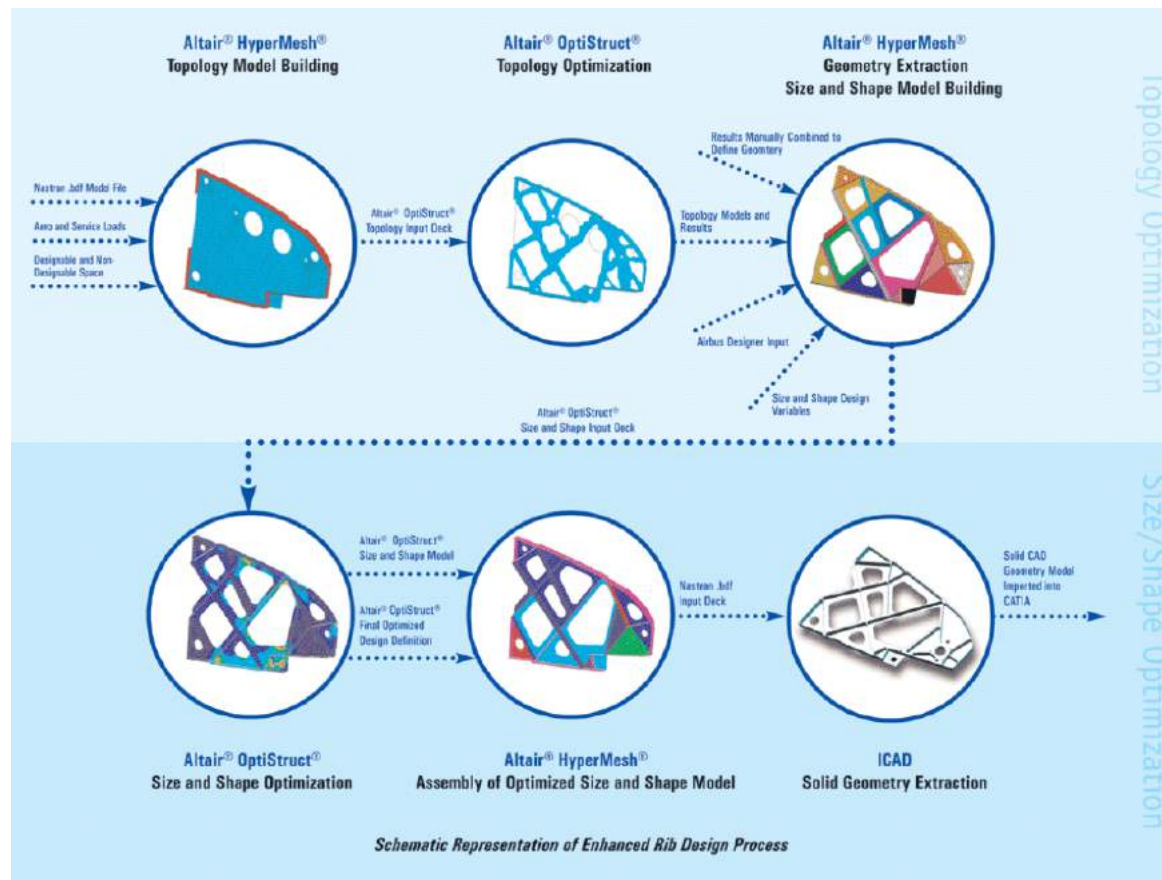 Altair® HyperMesh®
Topology Model Building
Altair® OptiStruct®
Topology Optimization
Altair® HyperMesh®
Geometry Extraction
Size and Shape Model Building
Topology Optimization
Results Manually Combined to
Define Geomtery
Nastran .bdf Model File
Aero and Service Loads
Designable and Non-
Designable Space
Altair® OptiStruct®
Topology Input Deck
Topology Models and
Results
Airbus Designer Input
Size and Shape Design
Variables
Altair® OptiStruct®
Size and Shape Input Deck
Size/Shape Optimization
Altair® OptiStruct®
Size and Shape Model
Altair® OptiStruct®
Final Optimized
Design Definition
Nastran .bdf
Input Deck
Solid CAD
Geometry Model
Imported into
CATIA
Altair® OptiStruct®
Size and Shape Optimization
Altair® HyperMesh®
Assembly of Optimized Size and Shape Model
ICAD
Solid Geometry Extraction
Schematic Representation of Enhanced Rib Design Process